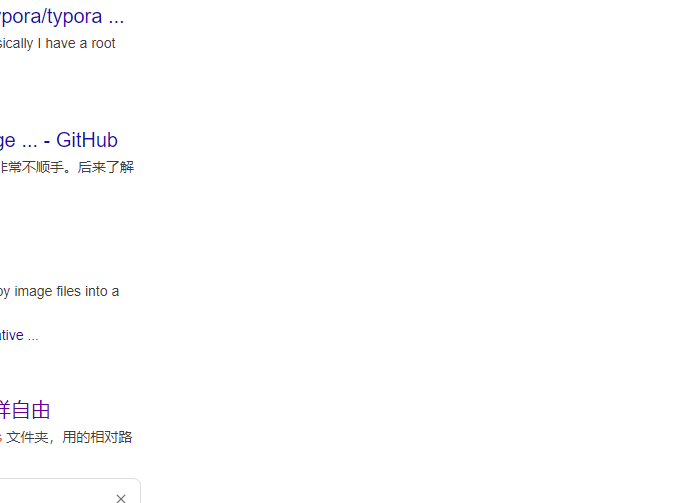 ypora/typora ...
sically I have a root
ge ... - GitHub
非常不顺手。后来了解
py image files into a
ative ...
样自由
s 文件夹，用的相对路
×